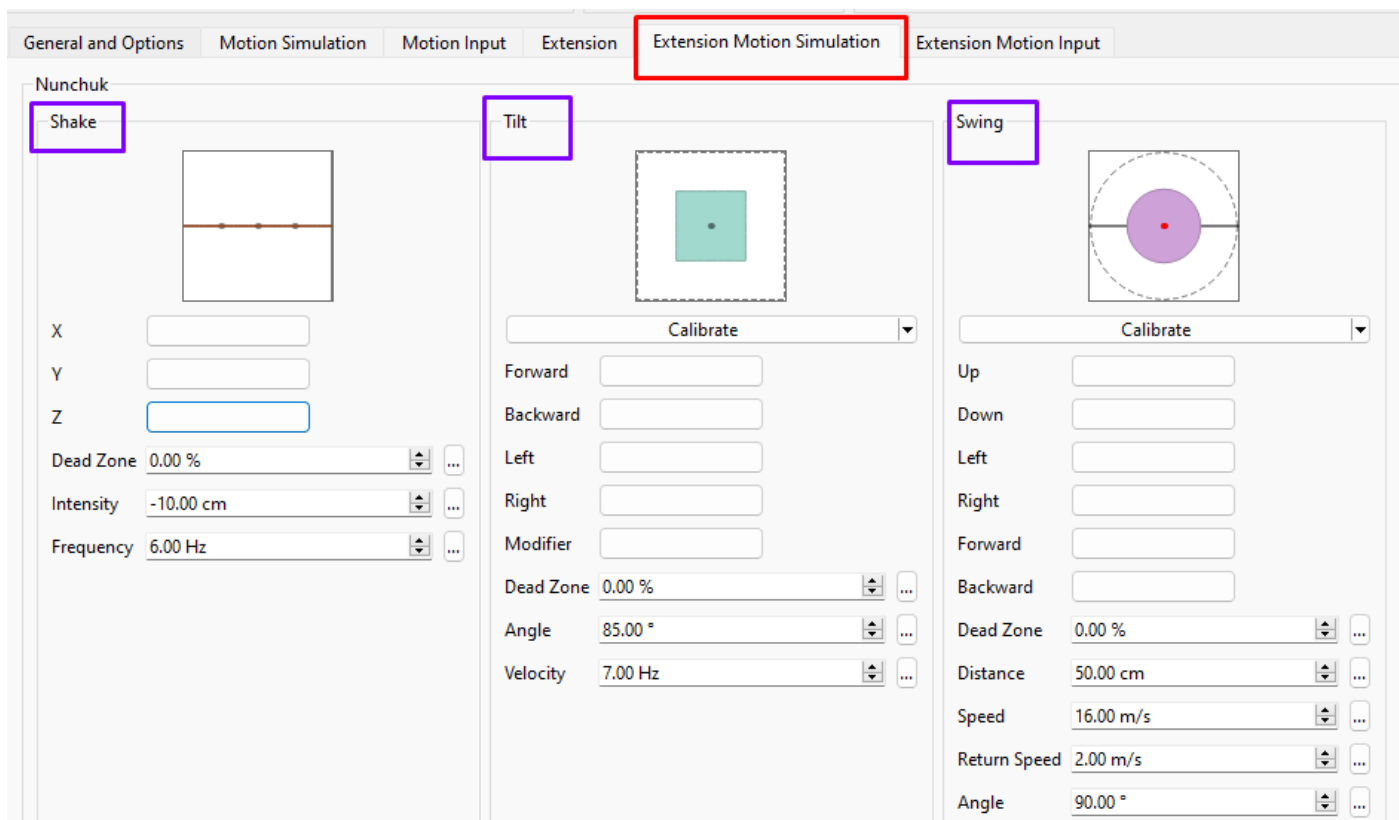 General and Options Motion Simulation Motion Input Extension Extension Motion Simulation Extension Motion Input
Nunchuk
Shake
X
Y
Z
Dead Zone 0.00 % ...
Intensity -10.00 cm ...
Frequency 6.00 Hz ...
Tilt
Calibrate
Forward
Backward
Left
Right
Modifier
Dead Zone 0.00 % ...
Angle 85.00 ° ...
Velocity 7.00 Hz ...
Swing
Calibrate
Up
Down
Left
Right
Forward
Backward
Dead Zone 0.00 % ...
Distance 50.00 cm ...
Speed 16.00 m/s ...
Return Speed 2.00 m/s ...
Angle 90.00 ° ...